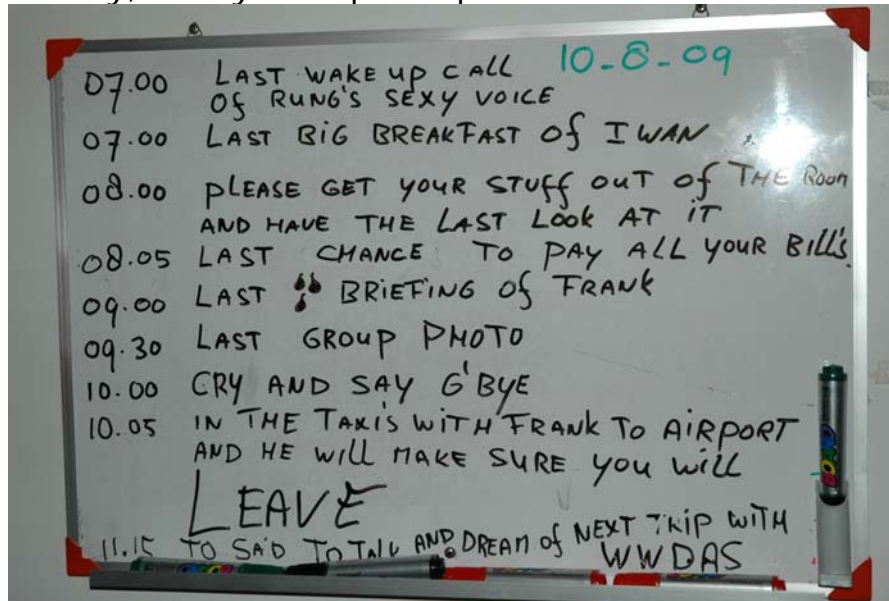 10-8-09
07.00 LAST WAKE UP CALL
OF RUNG'S SEXY VOICE
07.00 LAST BIG BREAKFAST Of IWAN
08.00 PLEASE GET YOUR STUFF OUT Of THE ROOM
AND HAVE THE LAST LOOK AT IT
08.05 LAST CHANCE TO PAY ALL YOUR BILL'S.
09.00 LAST BRIEFING Of FRANK
09.30 LAST GROUP PHOTO
10.00 CRY AND SAY G'BYE
10.05 IN THE TAXIS WITH FRANK TO AIRPORT
AND HE WILL MAKE SURE YOU WILL
LEAVE
11.15 TO SAD TO TALK AND DREAM Of NEXT TRIP WITH
WWDAS